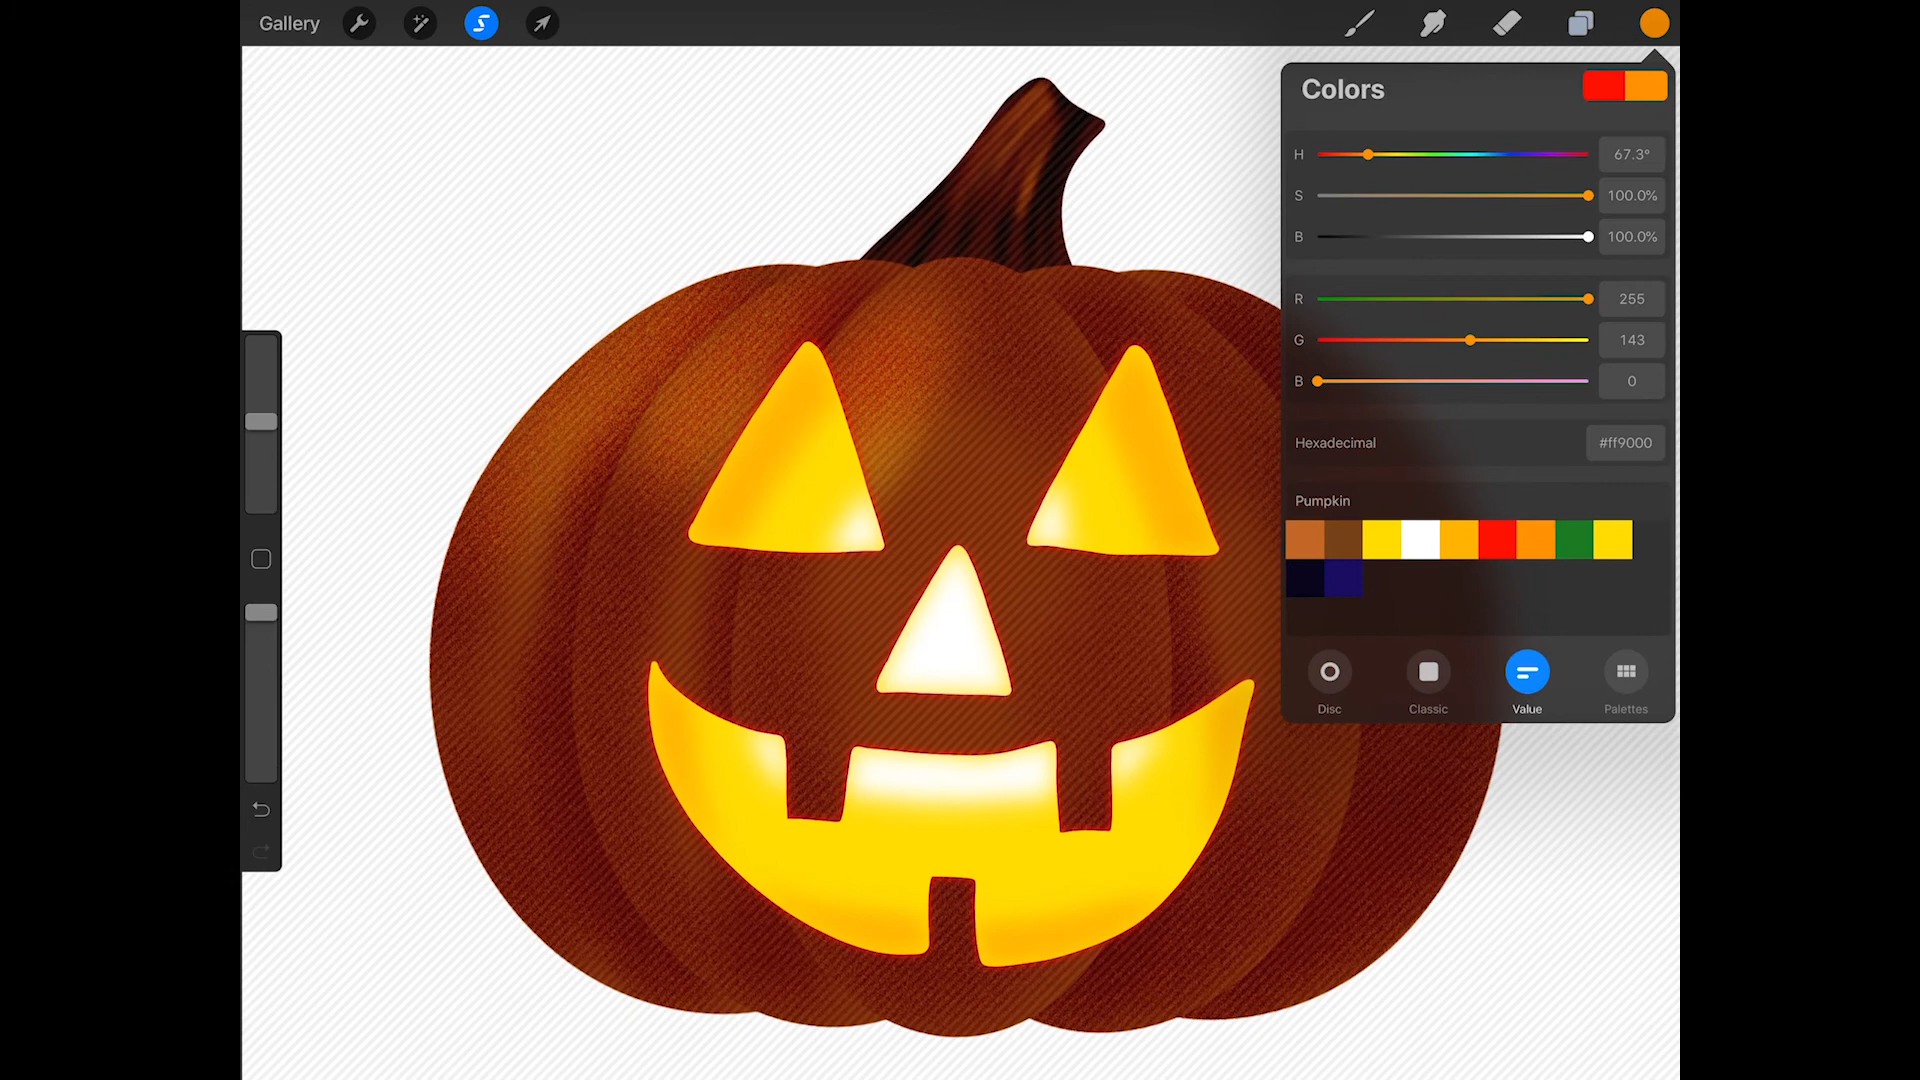 Gallery
Colors
H 67.3°
S 100.0%
B 100.0%
R 255
G 143
B 0
Hexadecimal #ff9000
Pumpkin
Disc Classic Value Palettes